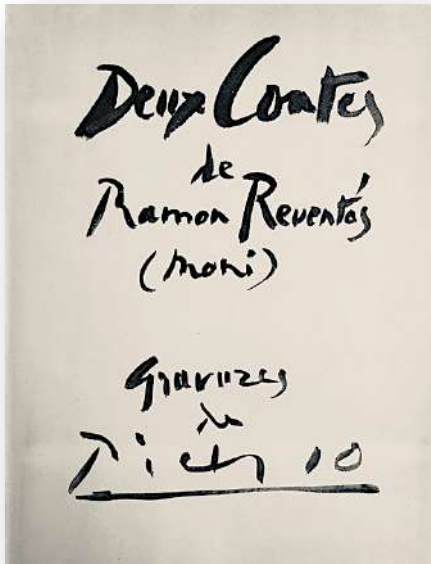 Deux Contes
de
Ramon Reventós
(Moni)
Gravures
de
Picasso